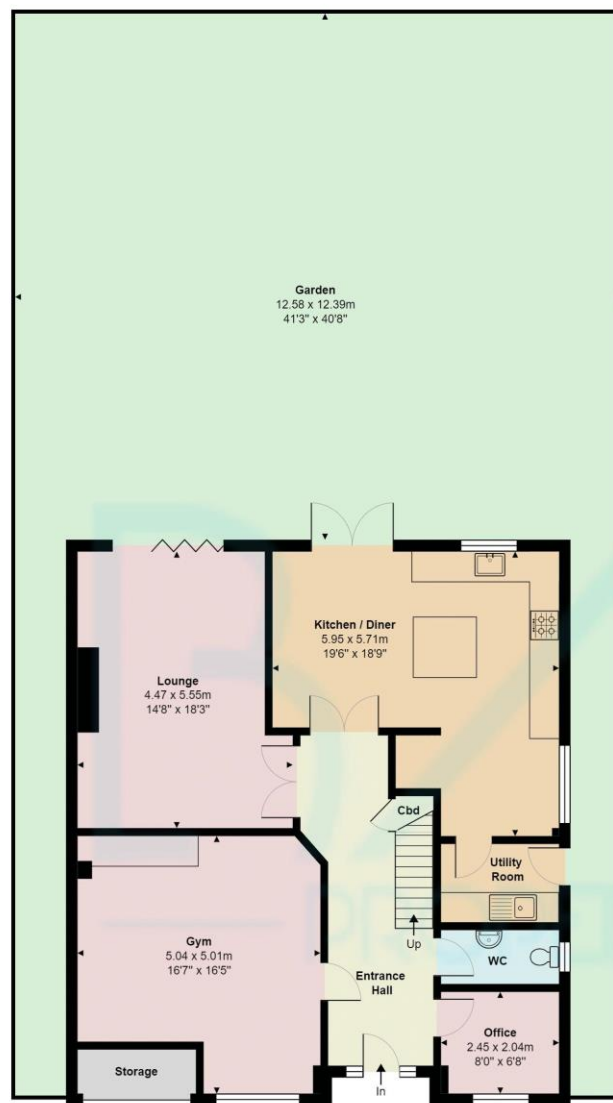 Garden
12.58 x 12.39m
41'3" x 40'8"
Kitchen / Diner
5.95 x 5.71m
19'6" x 18'9"
Lounge
4.47 x 5.55m
14'8" x 18'3"
Cbd
Utility
Room
Up
Gym
5.04 x 5.01m
16'7" x 16'5"
WC
Entrance
Hall
Office
2.45 x 2.04m
8'0" x 6'8"
Storage
In